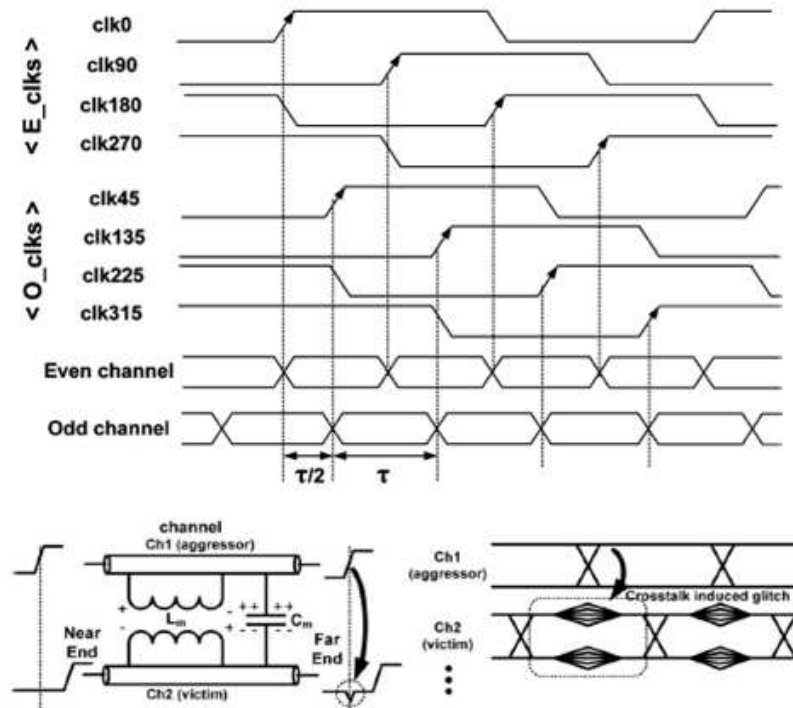 clk0
clk90
clk180
clk270
< E_clks >
clk45
clk135
clk225
clk315
< O_clks >
Even channel
Odd channel
τ/2
τ
channel
Ch1 (aggressor)
Near
End
+
-
Lm
-
+
+ +
+ +
- -
- -
Cm
Far
End
Ch2 (victim)
Ch1
(aggressor)
Crosstalk induced glitch
Ch2
(victim)